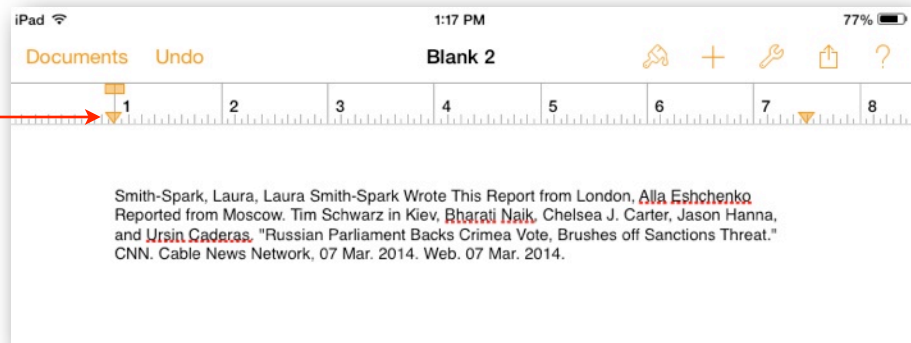 iPad 1:17 PM 77%
Documents Undo Blank 2 ?
1 2 3 4 5 6 7 8
Smith-Spark, Laura, Laura Smith-Spark Wrote This Report from London, Alla Eshchenko
Reported from Moscow. Tim Schwarz in Kiev, Bharati Naik, Chelsea J. Carter, Jason Hanna,
and Ursin Caderas. "Russian Parliament Backs Crimea Vote, Brushes off Sanctions Threat."
CNN. Cable News Network, 07 Mar. 2014. Web. 07 Mar. 2014.